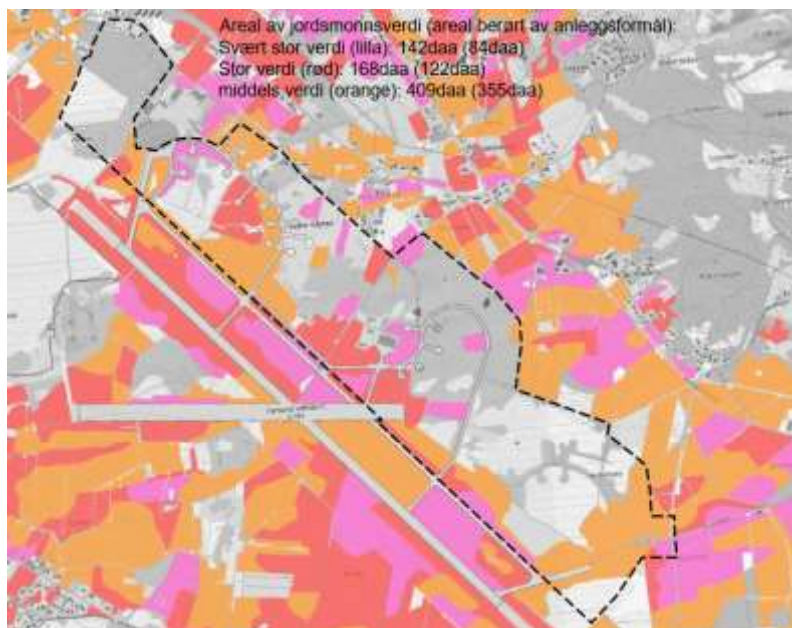 Areal av jordsmonnsverdi (areal berørt av anleggsformål):
Svært stor verdi (lilla): 142daa (84daa)
Stor verdi (rød): 168daa (122daa)
middels verdi (orange): 409daa (355daa)